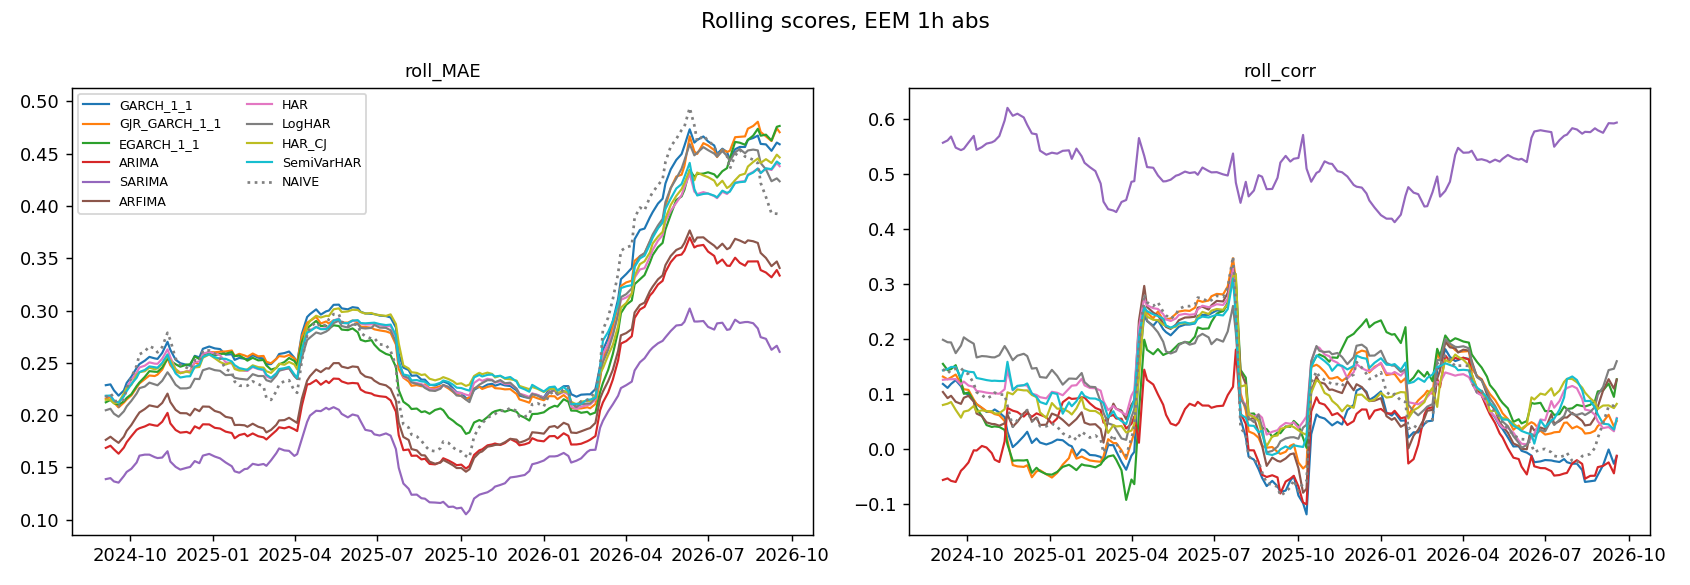 Rolling scores, EEM 1h abs
roll_MAE
0.50
0.45
0.40
0.35
0.30
0.25
0.20
0.15
0.10
GARCH_1_1
GJR_GARCH_1_1
EGARCH_1_1
ARIMA
SARIMA
ARFIMA
HAR
LogHAR
HAR_CJ
SemiVarHAR
NAIVE
2024-10 2025-01 2025-04 2025-07 2025-10 2026-01 2026-04 2026-07 2026-10
roll_corr
0.6
0.5
0.4
0.3
0.2
0.1
0.0
−0.1
2024-10 2025-01 2025-04 2025-07 2025-10 2026-01 2026-04 2026-07 2026-10